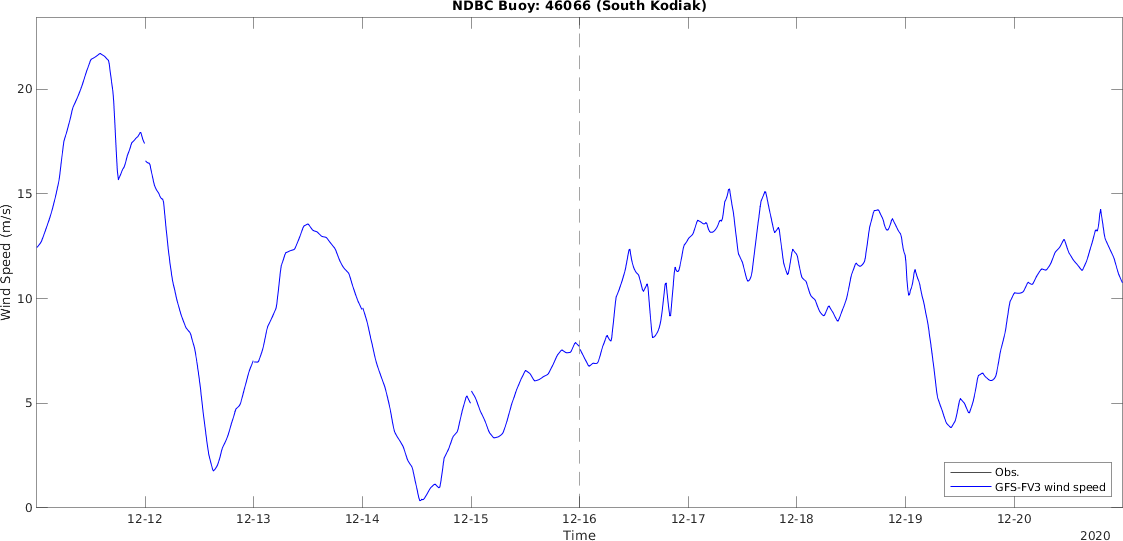 NDBC Buoy: 46066 (South Kodiak)
Wind Speed (m/s)
20
15
10
5
0
12-12 12-13 12-14 12-15 12-16 12-17 12-18 12-19 12-20
Time
2020
Obs.
GFS-FV3 wind speed